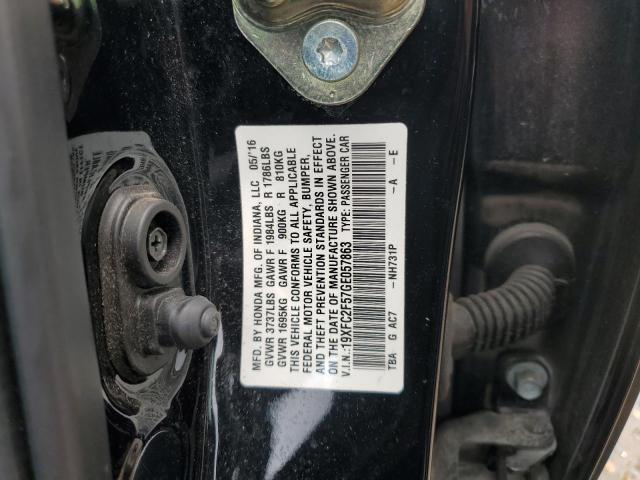 MFD. BY HONDA MFG. OF INDIANA, LLC 05/'16
GVWR 3737LBS GAWR F 1984LBS R 1786LBS
GVWR 1695KG GAWR F 900KG R 810KG
THIS VEHICLE CONFORMS TO ALL APPLICABLE
FEDERAL MOTOR VEHICLE SAFETY, BUMPER,
AND THEFT PREVENTION STANDARDS IN EFFECT
ON THE DATE OF MANUFACTURE SHOWN ABOVE.
V.I.N.:19XFC2F57GE057863 TYPE: PASSENGER CAR
TBA G AC7 -NH731P -A -E